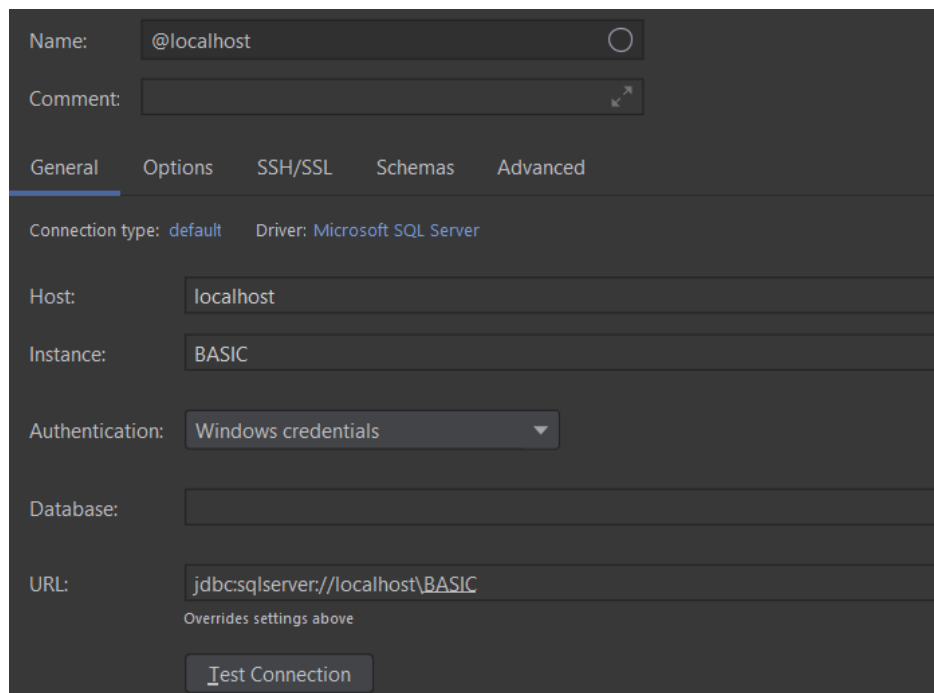 Name: @localhost
Comment:
General Options SSH/SSL Schemas Advanced
Connection type: default Driver: Microsoft SQL Server
Host: localhost
Instance: BASIC
Authentication: Windows credentials
Database:
URL: jdbc:sqlserver://localhost\BASIC
Overrides settings above
Test Connection